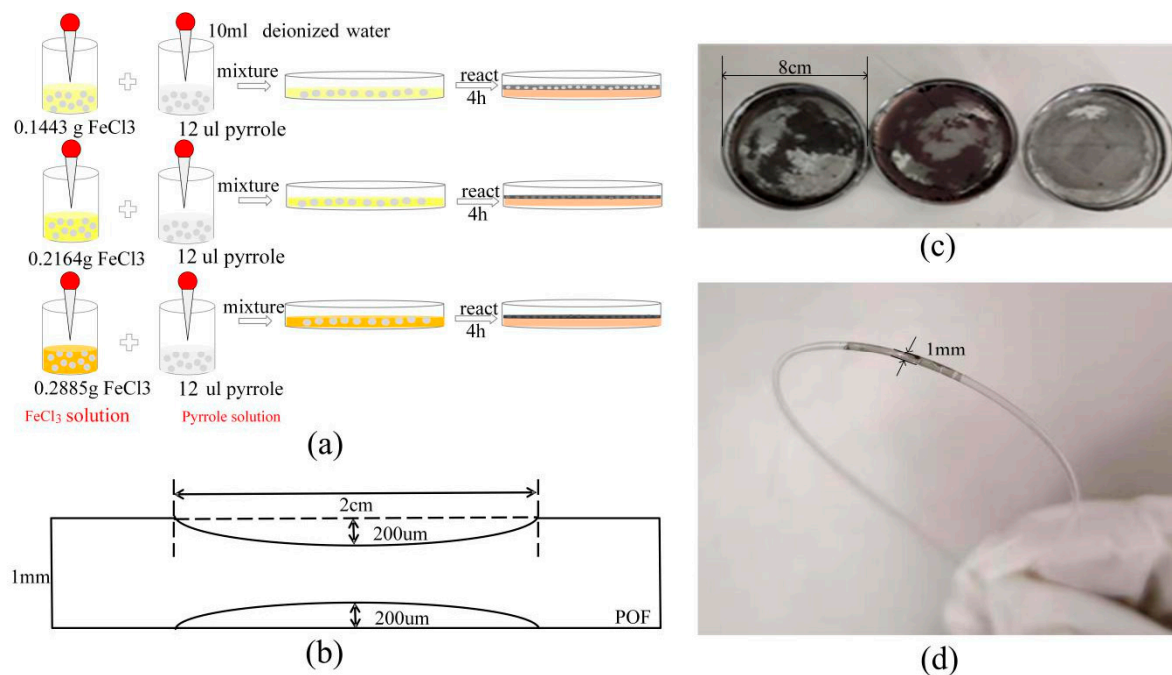 10ml deionized water
mixture
react
4h
0.1443 g FeCl3
12 ul pyrrole
mixture
react
4h
0.2164g FeCl3
12 ul pyrrole
mixture
react
4h
0.2885g FeCl3
12 ul pyrrole
FeCl₃ solution
Pyrrole solution
(a)
2cm
200um
1mm
200um
POF
(b)
8cm
(c)
1mm
(d)